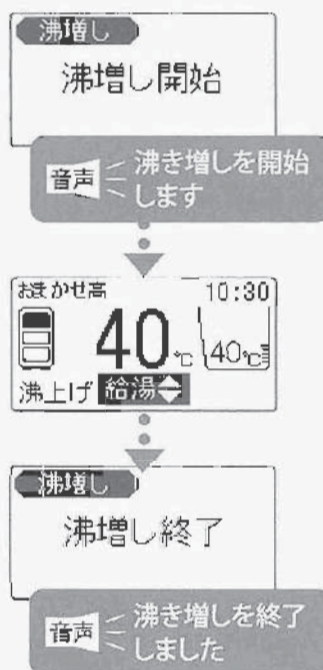 沸増し
沸増し開始
音声
沸き増しを開始
します
おまかせ高 10:30
40℃ 40℃
沸上げ 給湯
沸増し
沸増し終了
音声
沸き増しを終了
しました